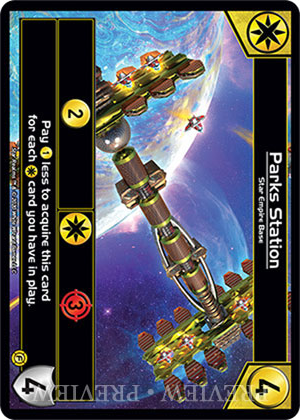 Parks Station
Star Empire Base
7
2
3
Pay 1 less to acquire this card
for each card you have in play.
4
PREVIEW • PREVIEW